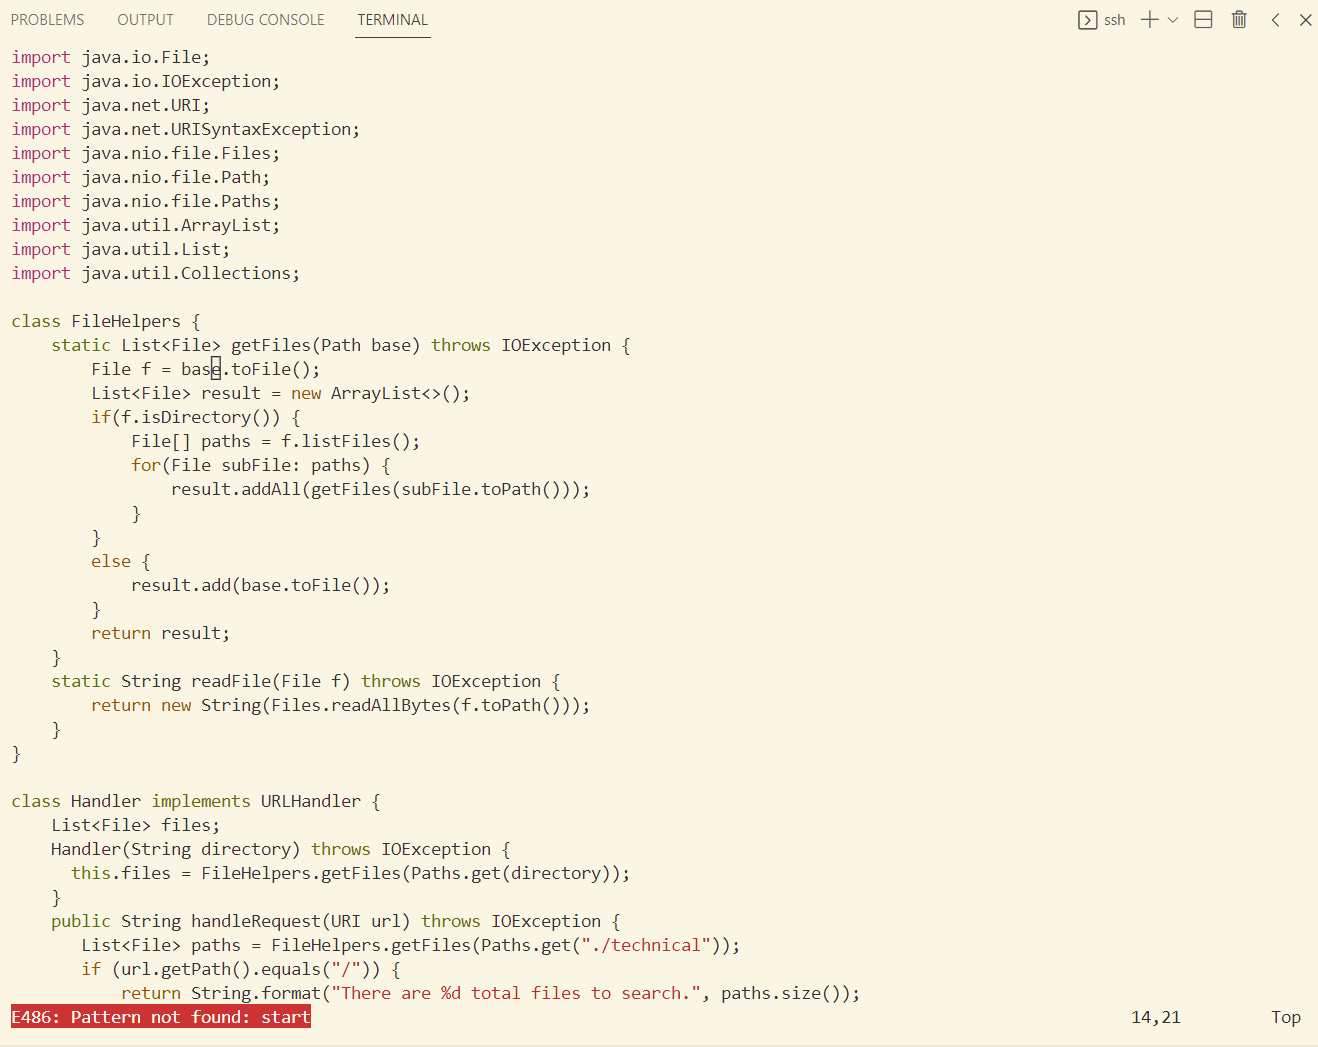 PROBLEMS OUTPUT DEBUG CONSOLE TERMINAL ssh
import java.io.File;
import java.io.IOException;
import java.net.URI;
import java.net.URISyntaxException;
import java.nio.file.Files;
import java.nio.file.Path;
import java.nio.file.Paths;
import java.util.ArrayList;
import java.util.List;
import java.util.Collections;

class FileHelpers {
    static List<File> getFiles(Path base) throws IOException {
        File f = base.toFile();
        List<File> result = new ArrayList<>();
        if(f.isDirectory()) {
            File[] paths = f.listFiles();
            for(File subFile: paths) {
                result.addAll(getFiles(subFile.toPath()));
            }
        }
        else {
            result.add(base.toFile());
        }
        return result;
    }
    static String readFile(File f) throws IOException {
        return new String(Files.readAllBytes(f.toPath()));
    }
}

class Handler implements URLHandler {
    List<File> files;
    Handler(String directory) throws IOException {
      this.files = FileHelpers.getFiles(Paths.get(directory));
    }
    public String handleRequest(URI url) throws IOException {
       List<File> paths = FileHelpers.getFiles(Paths.get("./technical"));
       if (url.getPath().equals("/")) {
           return String.format("There are %d total files to search.", paths.size());
E486: Pattern not found: start 14,21 Top